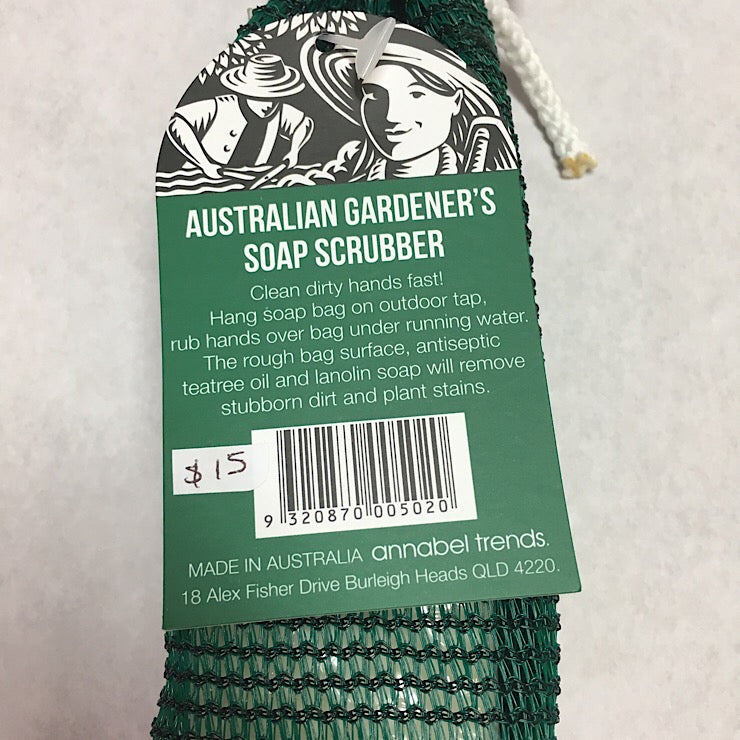 AUSTRALIAN GARDENER'S
SOAP SCRUBBER
Clean dirty hands fast!
Hang soap bag on outdoor tap,
rub hands over bag under running water.
The rough bag surface, antiseptic
teatree oil and lanolin soap will remove
stubborn dirt and plant stains.
$15
9 320870 005020
MADE IN AUSTRALIA annabel trends.
18 Alex Fisher Drive Burleigh Heads QLD 4220.